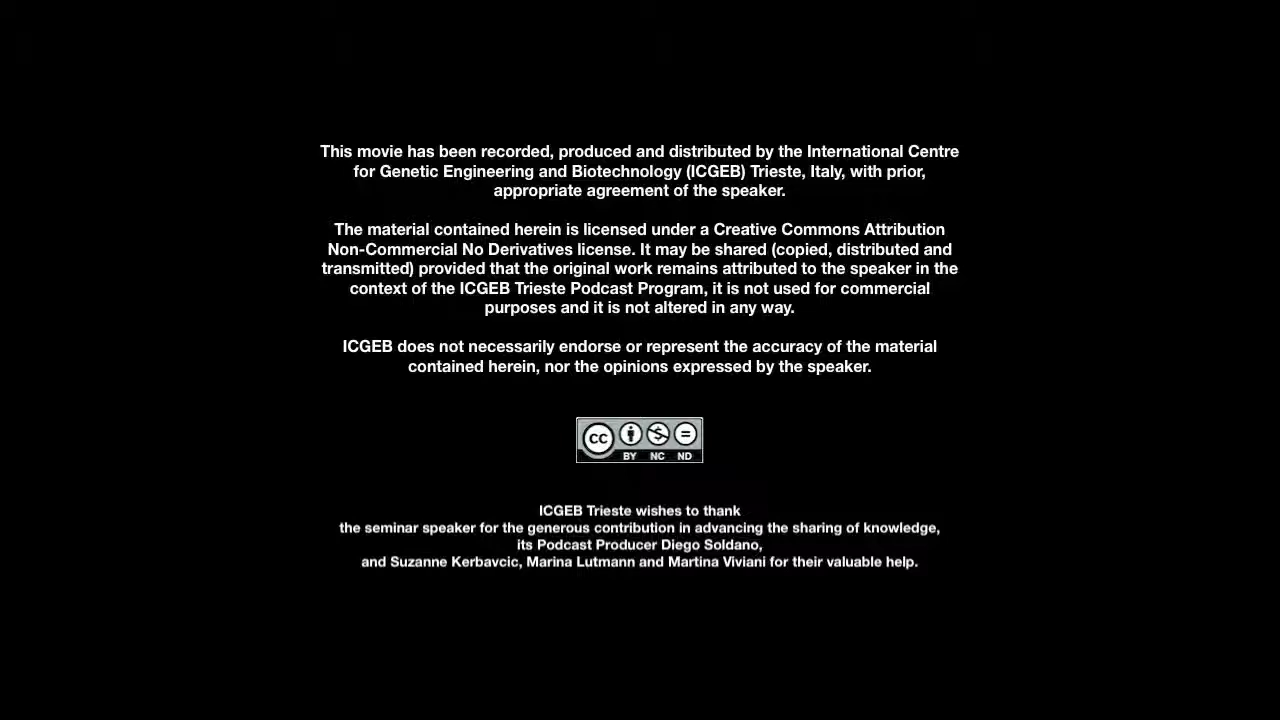 This movie has been recorded, produced and distributed by the International Centre
for Genetic Engineering and Biotechnology (ICGEB) Trieste, Italy, with prior,
appropriate agreement of the speaker.
The material contained herein is licensed under a Creative Commons Attribution
Non-Commercial No Derivatives license. It may be shared (copied, distributed and
transmitted) provided that the original work remains attributed to the speaker in the
context of the ICGEB Trieste Podcast Program, it is not used for commercial
purposes and it is not altered in any way.
ICGEB does not necessarily endorse or represent the accuracy of the material
contained herein, nor the opinions expressed by the speaker.
CC
BY NC ND
ICGEB Trieste wishes to thank
the seminar speaker for the generous contribution in advancing the sharing of knowledge,
its Podcast Producer Diego Soldano,
and Suzanne Kerbavcic, Marina Lutmann and Martina Viviani for their valuable help.